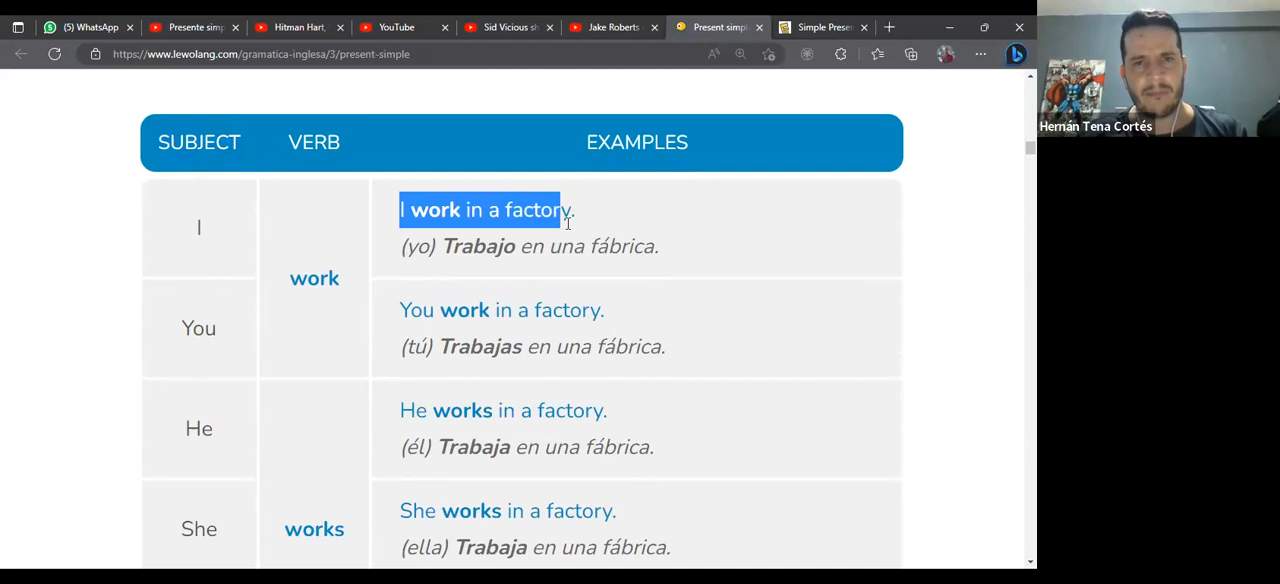 (5) WhatsApp
Presente simp
Hitman Hart,
YouTube
Sid Vicious sh
Jake Roberts
Present simpl
Simple Presen
https://www.lewolang.com/gramatica-inglesa/3/present-simple
Hernán Tena Cortés
SUBJECT VERB EXAMPLES
I
work
I work in a factory.
(yo) Trabajo en una fábrica.
You
You work in a factory.
(tú) Trabajas en una fábrica.
He
works
He works in a factory.
(él) Trabaja en una fábrica.
She
She works in a factory.
(ella) Trabaja en una fábrica.